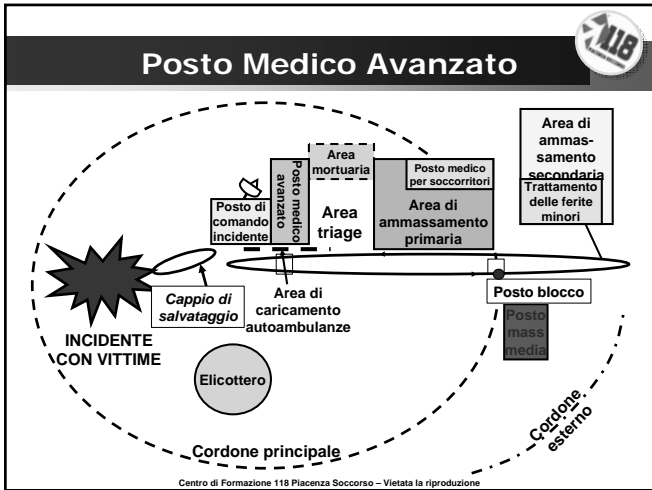 118
Posto Medico Avanzato
Area
mortuaria
Posto medico
avanzato
Posto di
comando
incidente
Area
triage
Posto medico
per soccorritori
Area di
ammassamento
primaria
Area di
ammas-
samento
secondaria
Trattamento
delle ferite
minori
Cappio di
salvataggio
Area di
caricamento
autoambulanze
Posto blocco
Posto
mass
media
INCIDENTE
CON VITTIME
Elicottero
Cordone principale
Cordone
esterno
Centro di Formazione 118 Piacenza Soccorso – Vietata la riproduzione